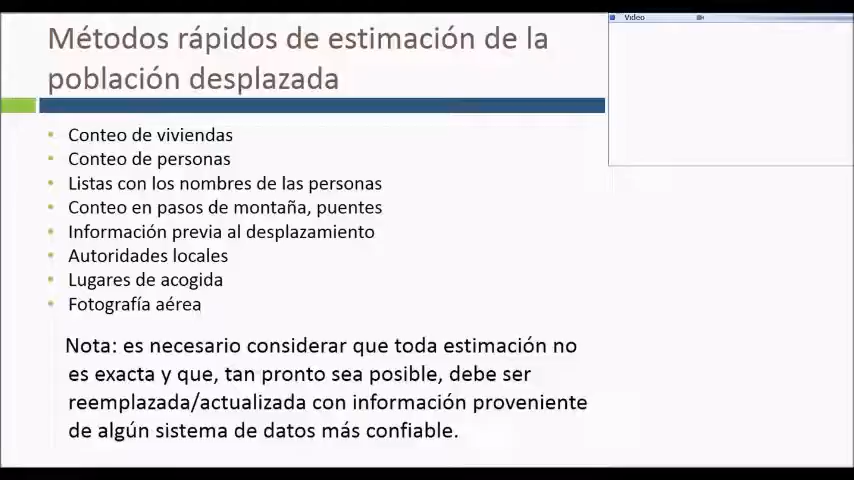 Métodos rápidos de estimación de la
población desplazada
Video
• Conteo de viviendas
• Conteo de personas
• Listas con los nombres de las personas
• Conteo en pasos de montaña, puentes
• Información previa al desplazamiento
• Autoridades locales
• Lugares de acogida
• Fotografía aérea
Nota: es necesario considerar que toda estimación no
es exacta y que, tan pronto sea posible, debe ser
reemplazada/actualizada con información proveniente
de algún sistema de datos más confiable.